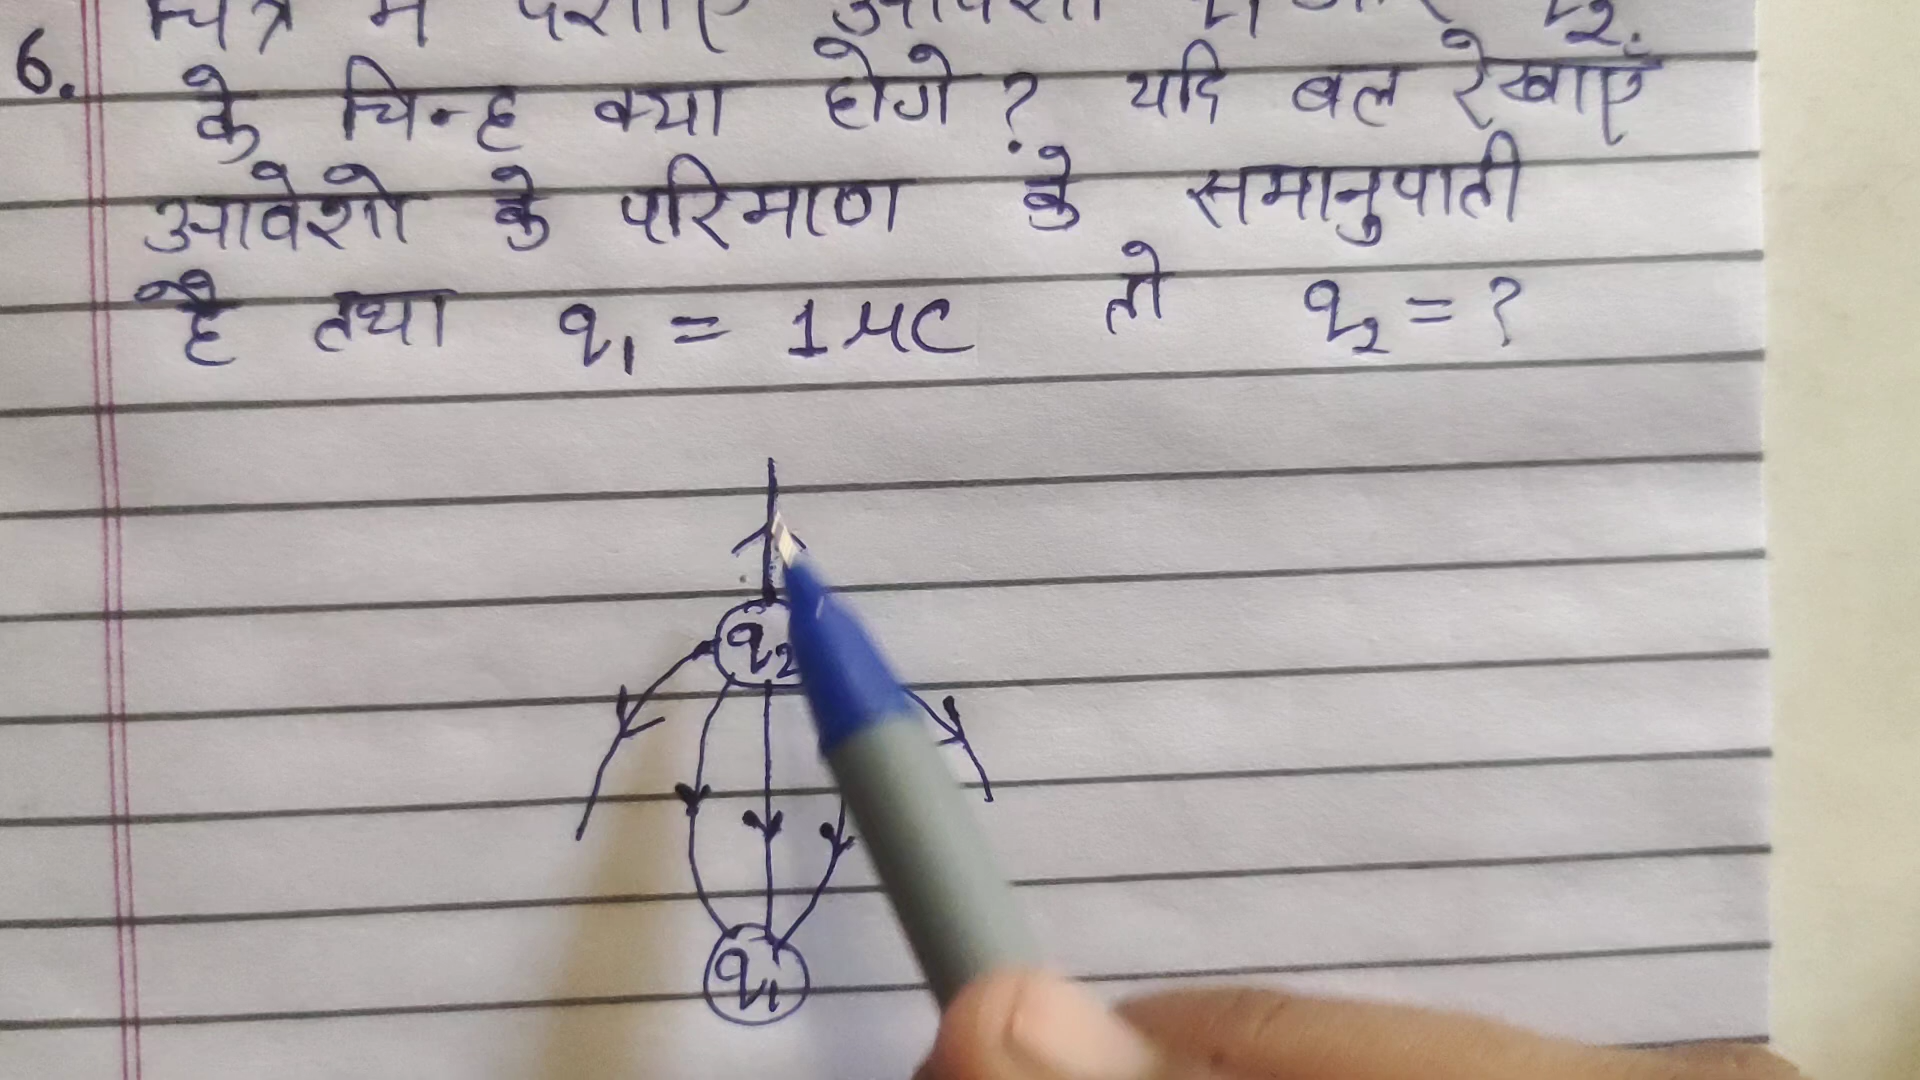 6.
के चिन्ह क्या होगे? यदि बल रेखाएँ
आवेशो के परिमाण के समानुपाती
है तथा q₁ = 1 μC तो q₂ = ?
q₂
q₁